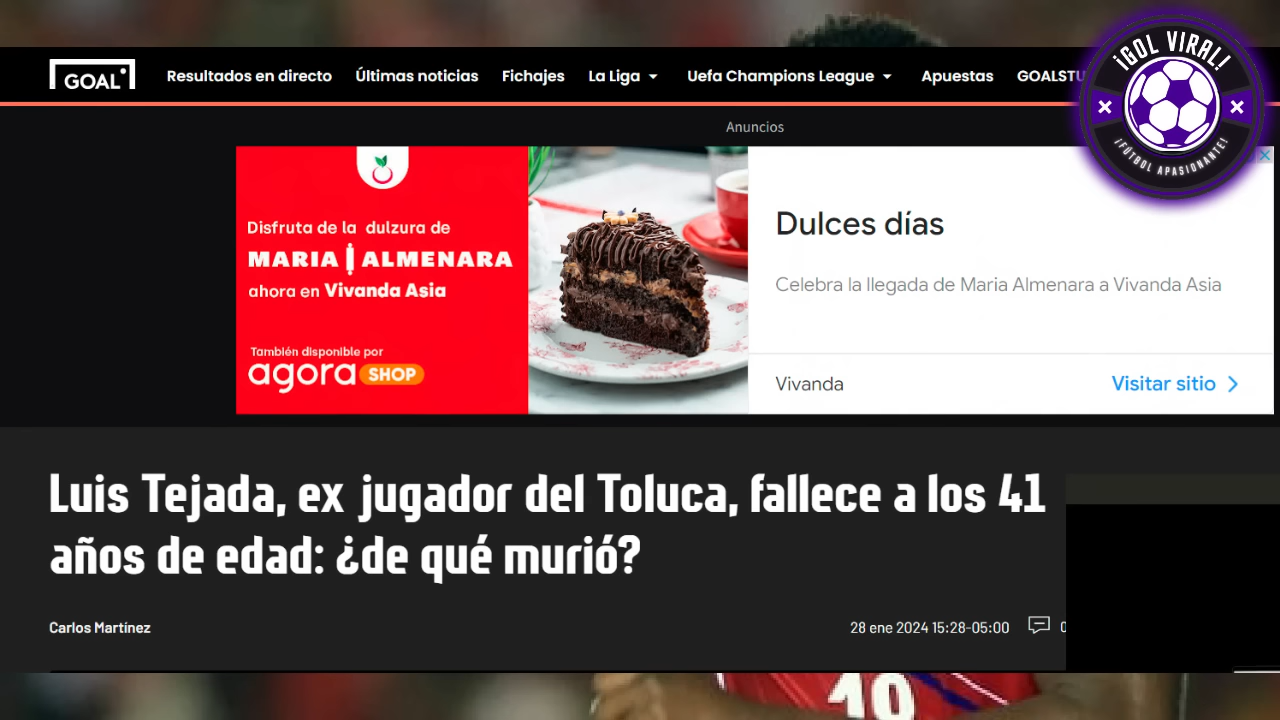 GOAL
Resultados en directo
Últimas noticias
Fichajes
La Liga
Uefa Champions League
Apuestas
GOALSTU
¡GOL VIRAL!
¡FÚTBOL APASIONANTE!
Anuncios
Disfruta de la dulzura de
MARIA ALMENARA
ahora en Vivanda Asia
También disponible por
agora SHOP
Dulces días
Celebra la llegada de Maria Almenara a Vivanda Asia
Vivanda
Visitar sitio
Luis Tejada, ex jugador del Toluca, fallece a los 41
años de edad: ¿de qué murió?
Carlos Martínez
28 ene 2024 15:28-05:00
0
10